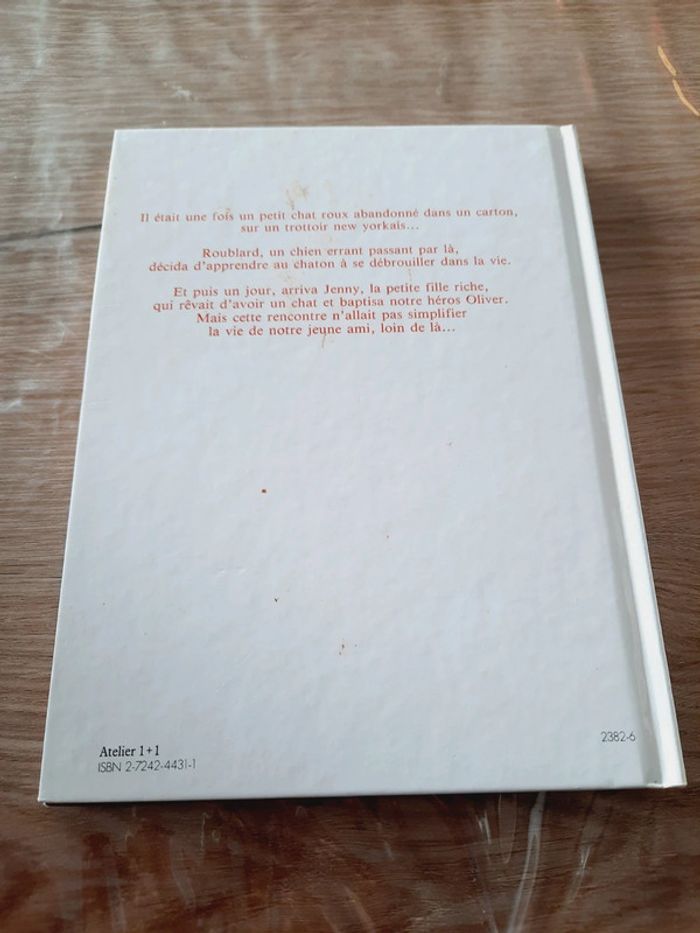 Il était une fois un petit chat roux abandonné dans un carton,
sur un trottoir new yorkais...
Roublard, un chien errant passant par là,
décida d'apprendre au chaton à se débrouiller dans la vie.
Et puis un jour, arriva Jenny, la petite fille riche,
qui rêvait d'avoir un chat et baptisa notre héros Oliver.
Mais cette rencontre n'allait pas simplifier
la vie de notre jeune ami, loin de là...
2382-6
Atelier 1+1
ISBN 2-7242-4431-1